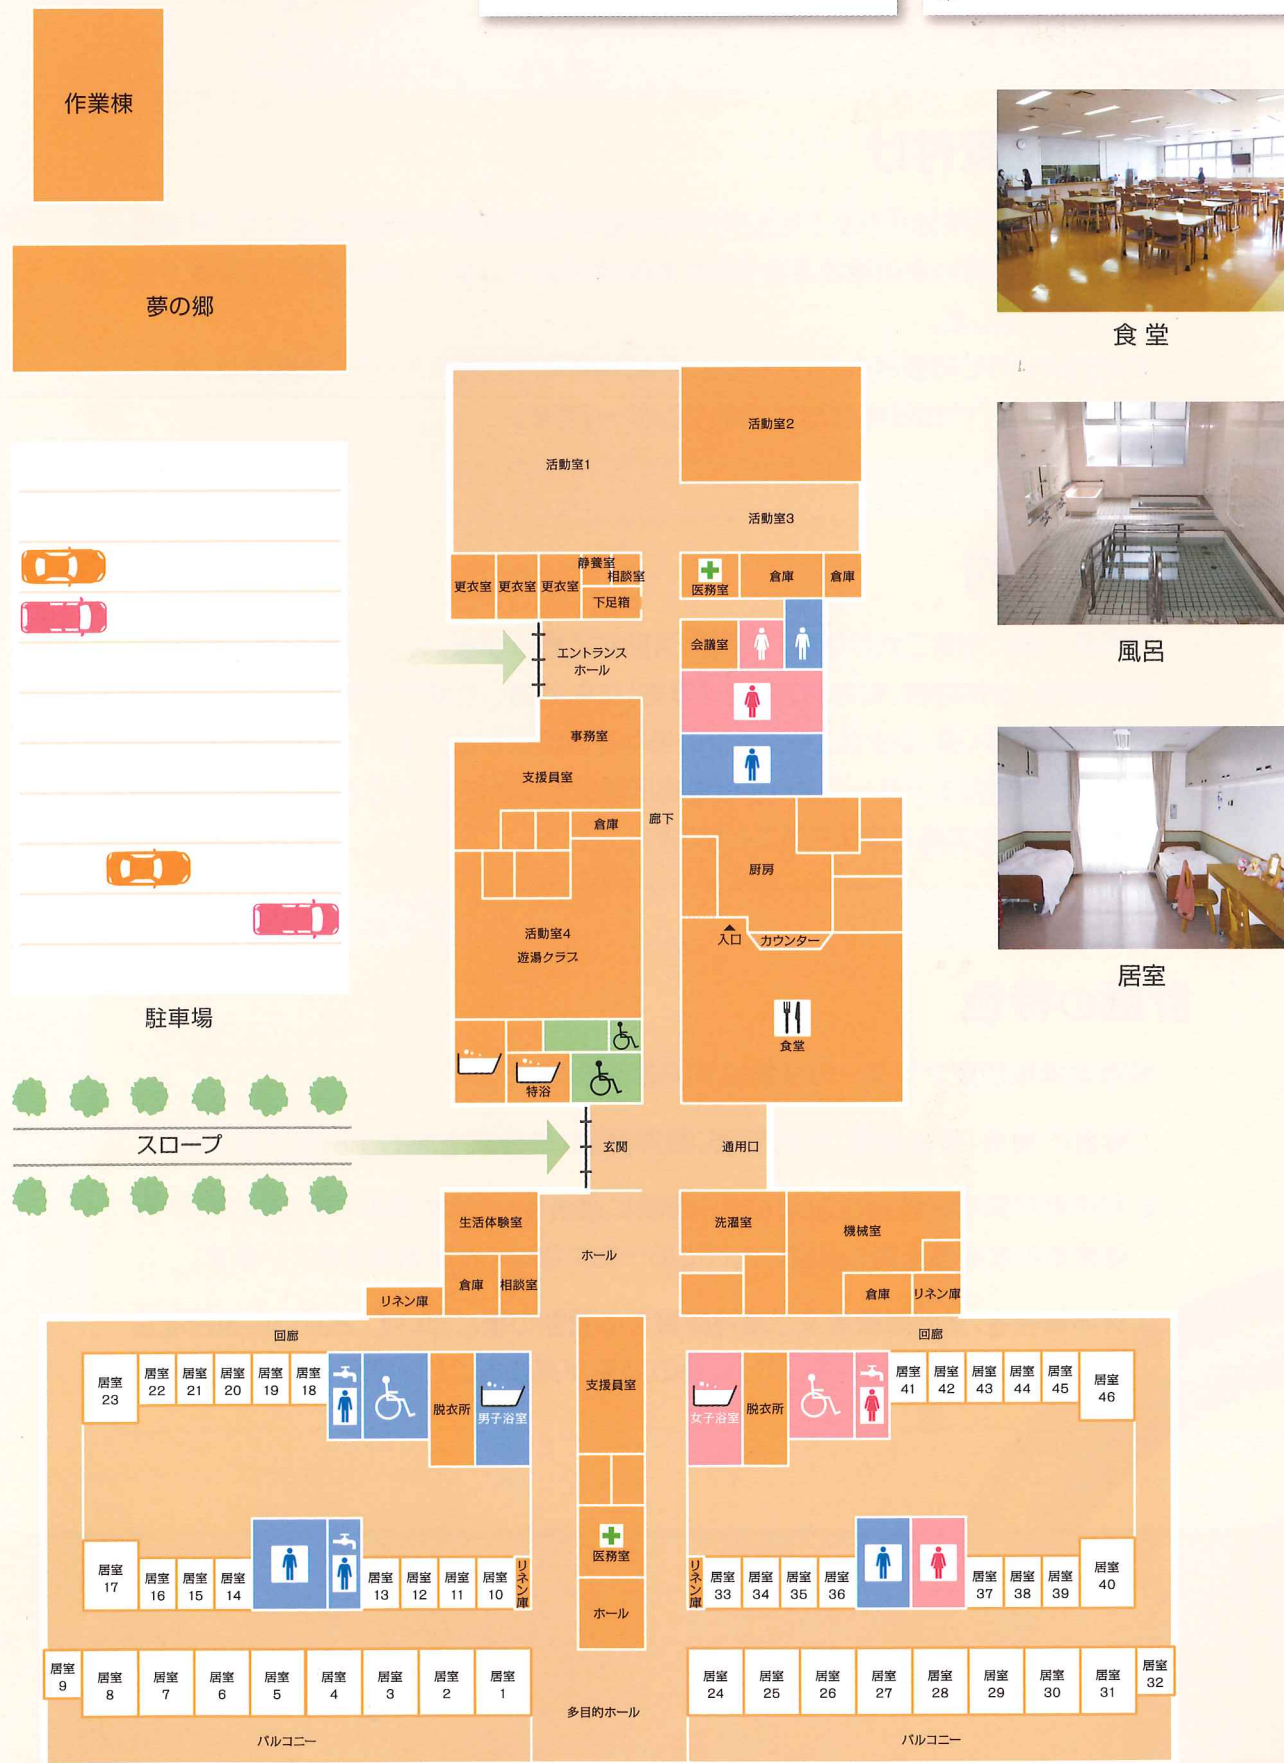 作業棟
夢の郷
食堂
風呂
居室
活動室1
活動室2
活動室3
更衣室
更衣室
更衣室
静養室
相談室
下足箱
医務室
倉庫
倉庫
エントランス
ホール
会議室
事務室
支援員室
倉庫
廊下
厨房
入口
カウンター
活動室4
遊湯クラブ
食堂
特浴
駐車場
スロープ
玄関
通用口
生活体験室
倉庫
相談室
リネン庫
ホール
洗濯室
機械室
倉庫
リネン庫
回廊
回廊
居室
23
居室
22
居室
21
居室
20
居室
19
居室
18
脱衣所
男子浴室
支援員室
女子浴室
脱衣所
居室
41
居室
42
居室
43
居室
44
居室
45
居室
46
居室
17
居室
16
居室
15
居室
14
居室
13
居室
12
居室
11
居室
10
リネン庫
医務室
ホール
リネン庫
居室
33
居室
34
居室
35
居室
36
居室
37
居室
38
居室
39
居室
40
居室
9
居室
8
居室
7
居室
6
居室
5
居室
4
居室
3
居室
2
居室
1
多目的ホール
居室
24
居室
25
居室
26
居室
27
居室
28
居室
29
居室
30
居室
31
居室
32
バルコニー
バルコニー